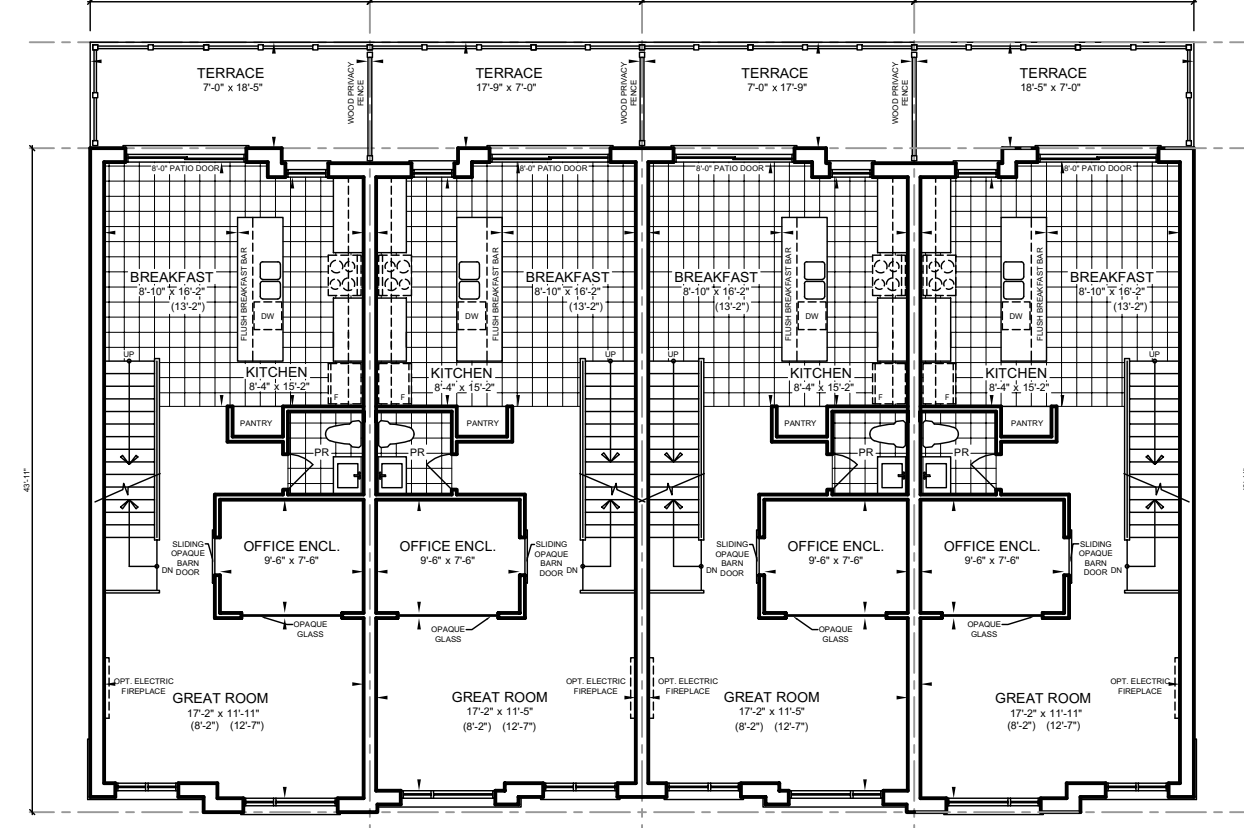 TERRACE
7'-0" x 18'-5"
WOOD PRIVACY
FENCE
TERRACE
17'-9" x 7'-0"
WOOD PRIVACY
FENCE
TERRACE
7'-0" x 17'-9"
WOOD PRIVACY
FENCE
TERRACE
18'-5" x 7'-0"
8'-0" PATIO DOOR
8'-0" PATIO DOOR
8'-0" PATIO DOOR
8'-0" PATIO DOOR
BREAKFAST
8'-10" x 16'-2"
(13'-2")
FLUSH BREAKFAST BAR
DW
BREAKFAST
8'-10" x 16'-2"
(13'-2")
FLUSH BREAKFAST BAR
DW
BREAKFAST
8'-10" x 16'-2"
(13'-2")
FLUSH BREAKFAST BAR
DW
BREAKFAST
8'-10" x 16'-2"
(13'-2")
FLUSH BREAKFAST BAR
DW
UP
UP
UP
UP
KITCHEN
8'-4" x 15'-2"
F
KITCHEN
8'-4" x 15'-2"
F
KITCHEN
8'-4" x 15'-2"
F
KITCHEN
8'-4" x 15'-2"
F
PANTRY
PANTRY
PANTRY
PANTRY
PR
PR
PR
PR
43'-11"
SLIDING
OPAQUE
BARN
DOOR
DN
OFFICE ENCL.
9'-6" x 7'-6"
OFFICE ENCL.
9'-6" x 7'-6"
SLIDING
OPAQUE
BARN
DOOR
DN
SLIDING
OPAQUE
BARN
DOOR
DN
OFFICE ENCL.
9'-6" x 7'-6"
OFFICE ENCL.
9'-6" x 7'-6"
SLIDING
OPAQUE
BARN
DOOR
DN
OPAQUE
GLASS
OPAQUE
GLASS
OPAQUE
GLASS
OPAQUE
GLASS
OPT. ELECTRIC
FIREPLACE
GREAT ROOM
17'-2" x 11'-11"
(8'-2") (12'-7")
GREAT ROOM
17'-2" x 11'-5"
(8'-2") (12'-7")
OPT. ELECTRIC
FIREPLACE
OPT. ELECTRIC
FIREPLACE
GREAT ROOM
17'-2" x 11'-5"
(8'-2") (12'-7")
GREAT ROOM
17'-2" x 11'-11"
(8'-2") (12'-7")
OPT. ELECTRIC
FIREPLACE